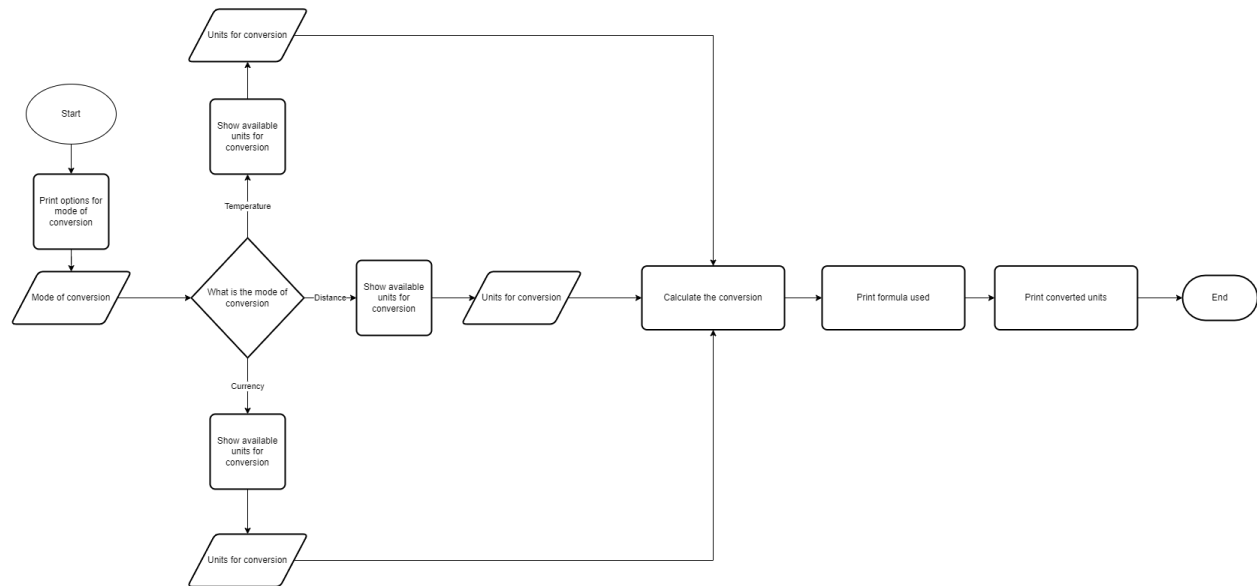 Units for conversion
Start
Show available
units for
conversion
Print options for
mode of
conversion
Temperature
Mode of conversion
What is the mode of
conversion
Distance
Show available
units for
conversion
Units for conversion
Calculate the conversion
Print formula used
Print converted units
End
Currency
Show available
units for
conversion
Units for conversion